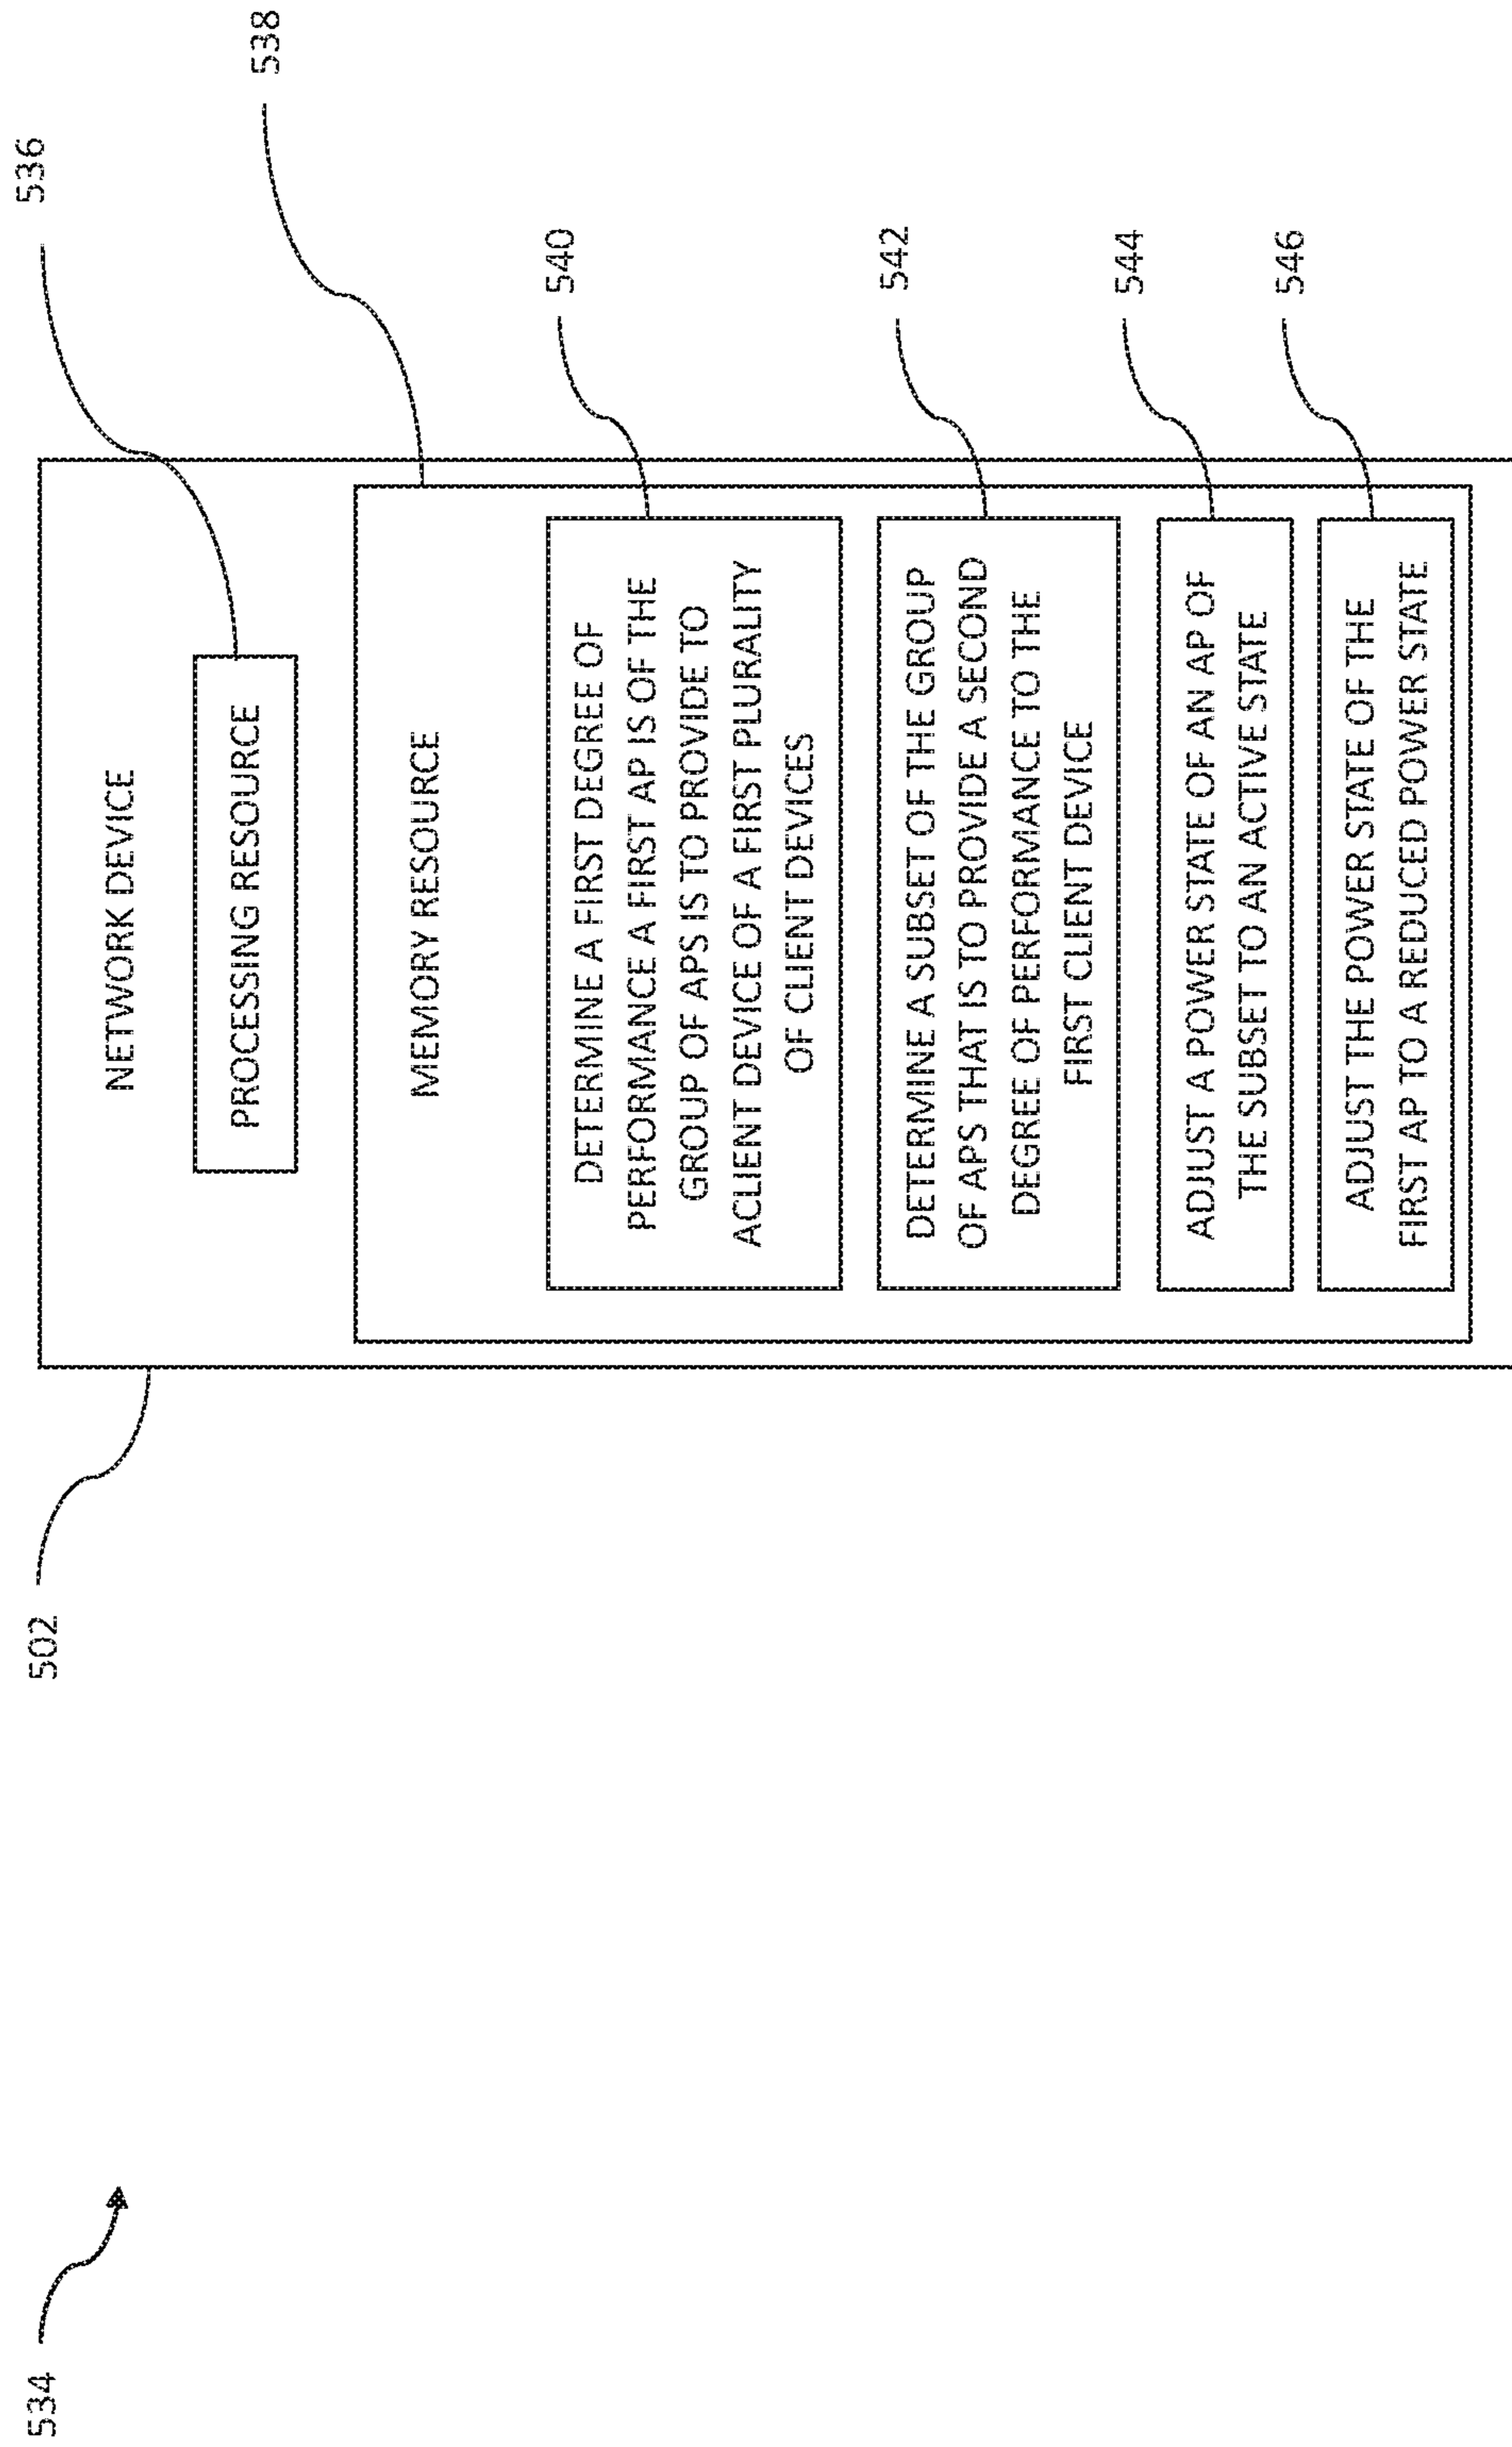 534
502
536
538
NETWORK DEVICE
PROCESSING RESOURCE
MEMORY RESOURCE
DETERMINE A FIRST DEGREE OF
PERFORMANCE A FIRST AP IS OF THE
GROUP OF APS IS TO PROVIDE TO
ACLIENT DEVICE OF A FIRST PLURALITY
OF CLIENT DEVICES
540
DETERMINE A SUBSET OF THE GROUP
OF APS THAT IS TO PROVIDE A SECOND
DEGREE OF PERFORMANCE TO THE
FIRST CLIENT DEVICE
542
ADJUST A POWER STATE OF AN AP OF
THE SUBSET TO AN ACTIVE STATE
544
ADJUST THE POWER STATE OF THE
FIRST AP TO A REDUCED POWER STATE
546